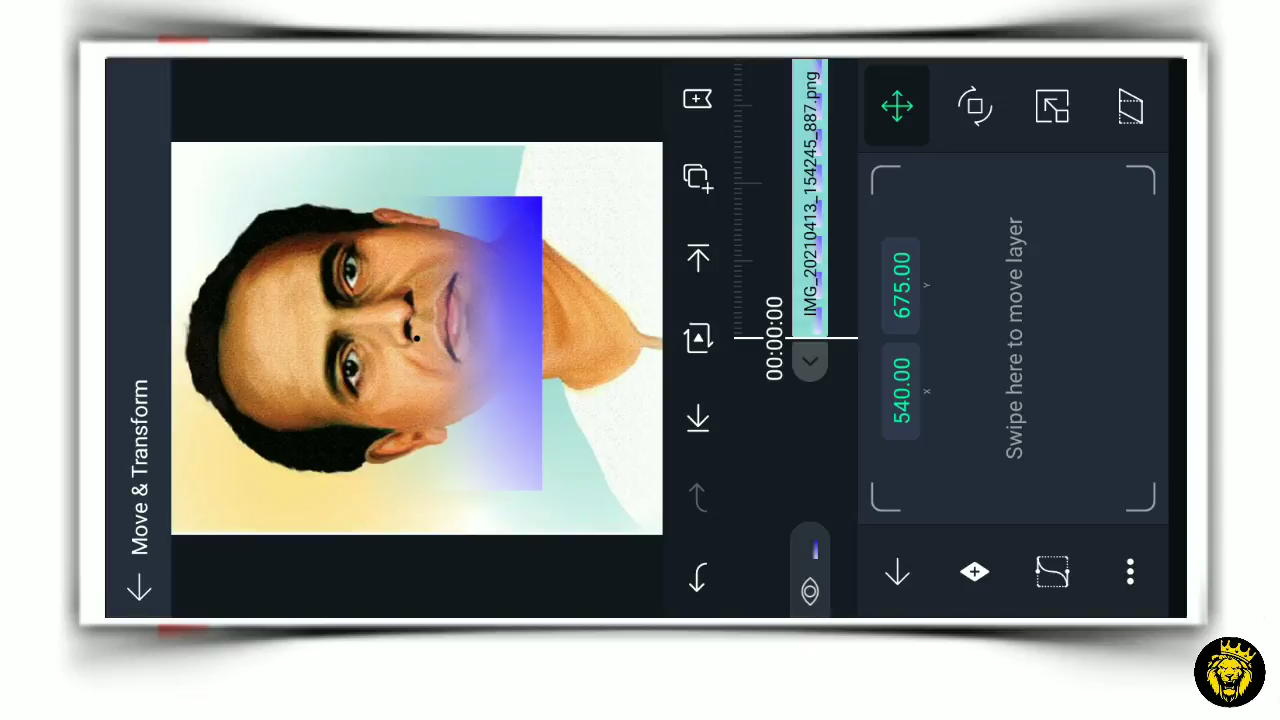 Move & Transform
00:00:00
IMG_20210413_154245_887.png
540.00 675.00
X Y
Swipe here to move layer